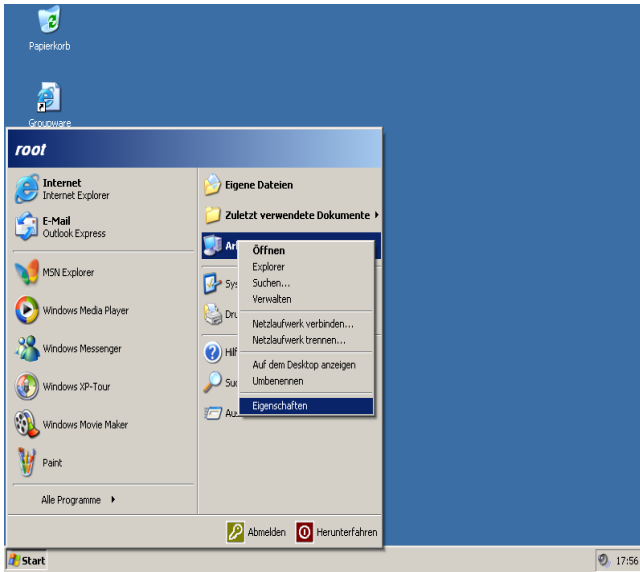 Papierkorb
Groupware
root
Internet
Internet Explorer
E-Mail
Outlook Express
MSN Explorer
Windows Media Player
Windows Messenger
Windows XP-Tour
Windows Movie Maker
Paint
Alle Programme
Eigene Dateien
Zuletzt verwendete Dokumente
Öffnen
Explorer
Suchen...
Verwalten
Netzlaufwerk verbinden...
Netzlaufwerk trennen...
Auf dem Desktop anzeigen
Umbenennen
Eigenschaften
Abmelden
Herunterfahren
Start
17:56